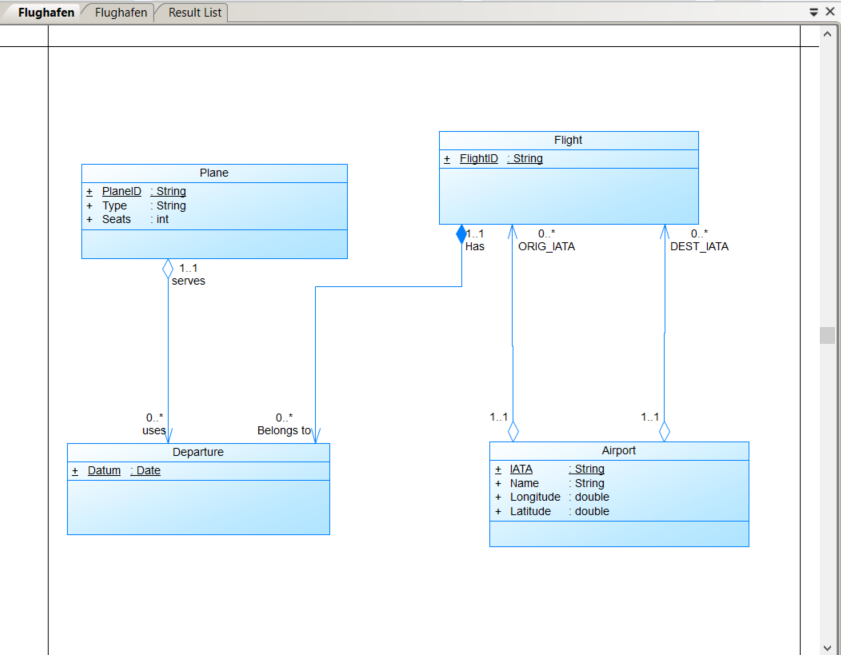 Flughafen Flughafen Result List
Flight
+ FlightID : String
Plane
+ PlaneID : String
+ Type : String
+ Seats : int
1..1 0..* 0..*
Has ORIG_IATA DEST_IATA
1..1
serves
0..* 0..* 1..1 1..1
uses Belongs to
Departure
+ Datum : Date
Airport
+ IATA : String
+ Name : String
+ Longitude : double
+ Latitude : double